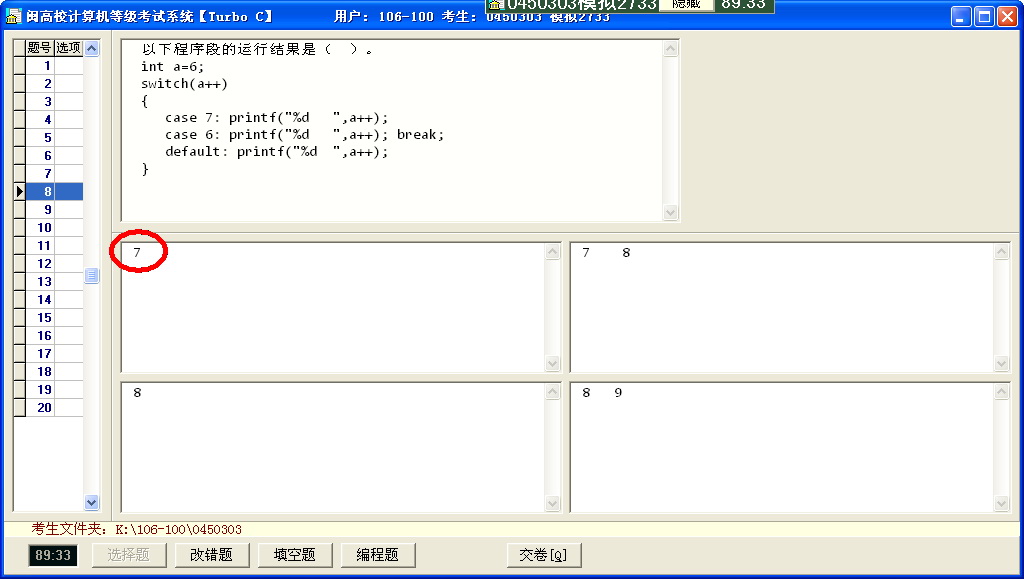 闽高校计算机等级考试系统【Turbo C】 用户: 106-100 考生: 0450303 模拟2733
0450303模拟2733 隐藏 89:33
题号 选项
1
2
3
4
5
6
7
8
9
10
11
12
13
14
15
16
17
18
19
20
以下程序段的运行结果是（ ）。
int a=6;
switch(a++)
{
case 7: printf("%d   ",a++);
case 6: printf("%d   ",a++); break;
default: printf("%d  ",a++);
}
7
7 8
8
8 9
考生文件夹: K:\106-100\0450303
89:33 选择题 改错题 填空题 编程题 交卷[Q]